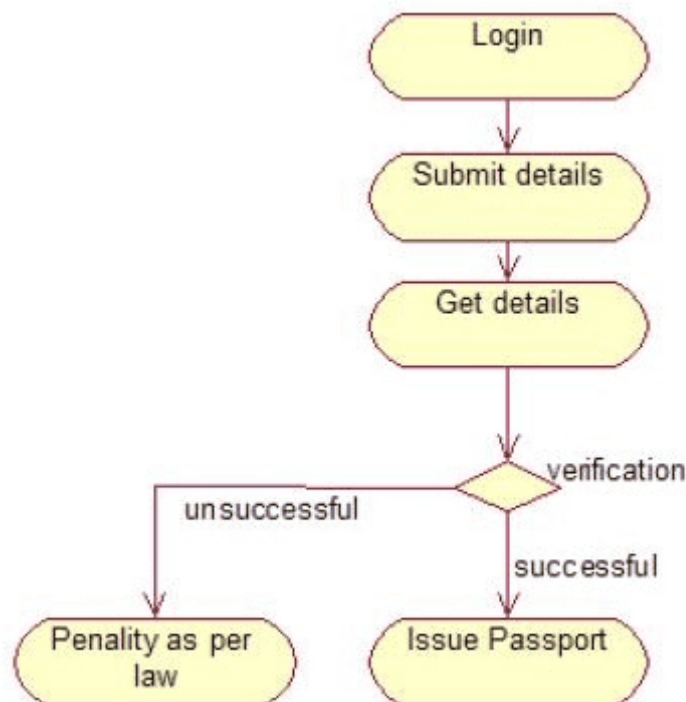 Login
Submit details
Get details
verification
unsuccessful
successful
Penality as per
law
Issue Passport